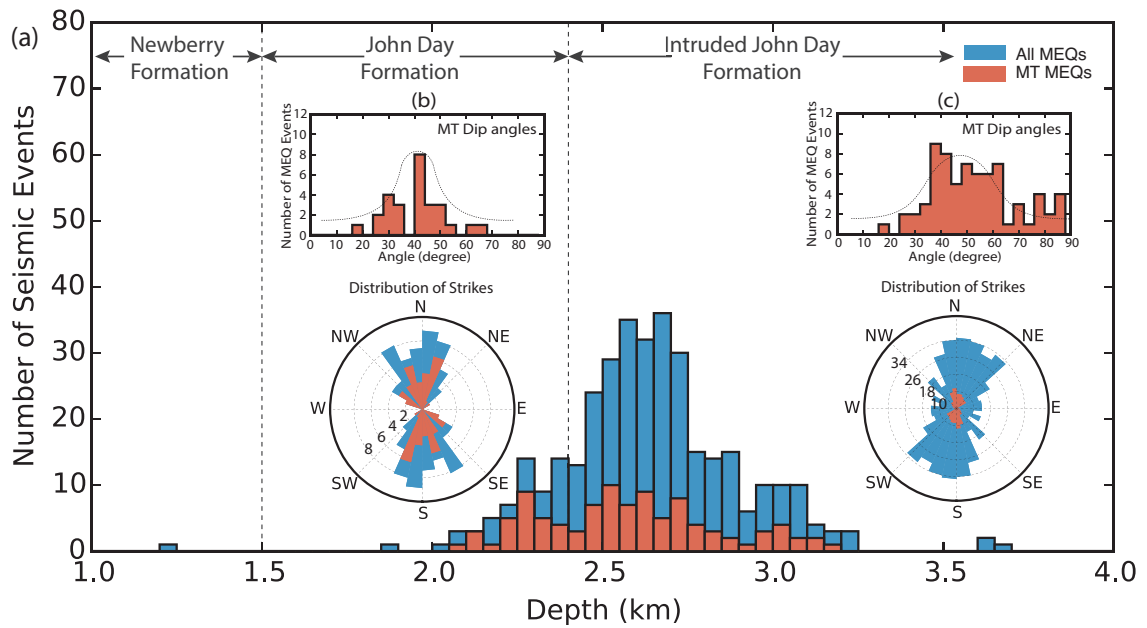 (a)
Newberry
Formation
John Day
Formation
Intruded John Day
Formation
All MEQs
MT MEQs
Number of Seismic Events
80
70
60
50
40
30
20
10
0
1.0 1.5 2.0 2.5 3.0 3.5 4.0
Depth (km)
(b)
MT Dip angles
Number of MEQ Events
12
10
8
6
4
2
0
0 10 20 30 40 50 60 70 80 90
Angle (degree)
Distribution of Strikes
N
NW NE
W E
2
4
6
8
SW SE
S
(c)
MT Dip angles
Number of MEQ Events
12
10
8
6
4
2
0
0 10 20 30 40 50 60 70 80 90
Angle (degree)
Distribution of Strikes
N
NW NE
34
26
18
10
W E
SW SE
S